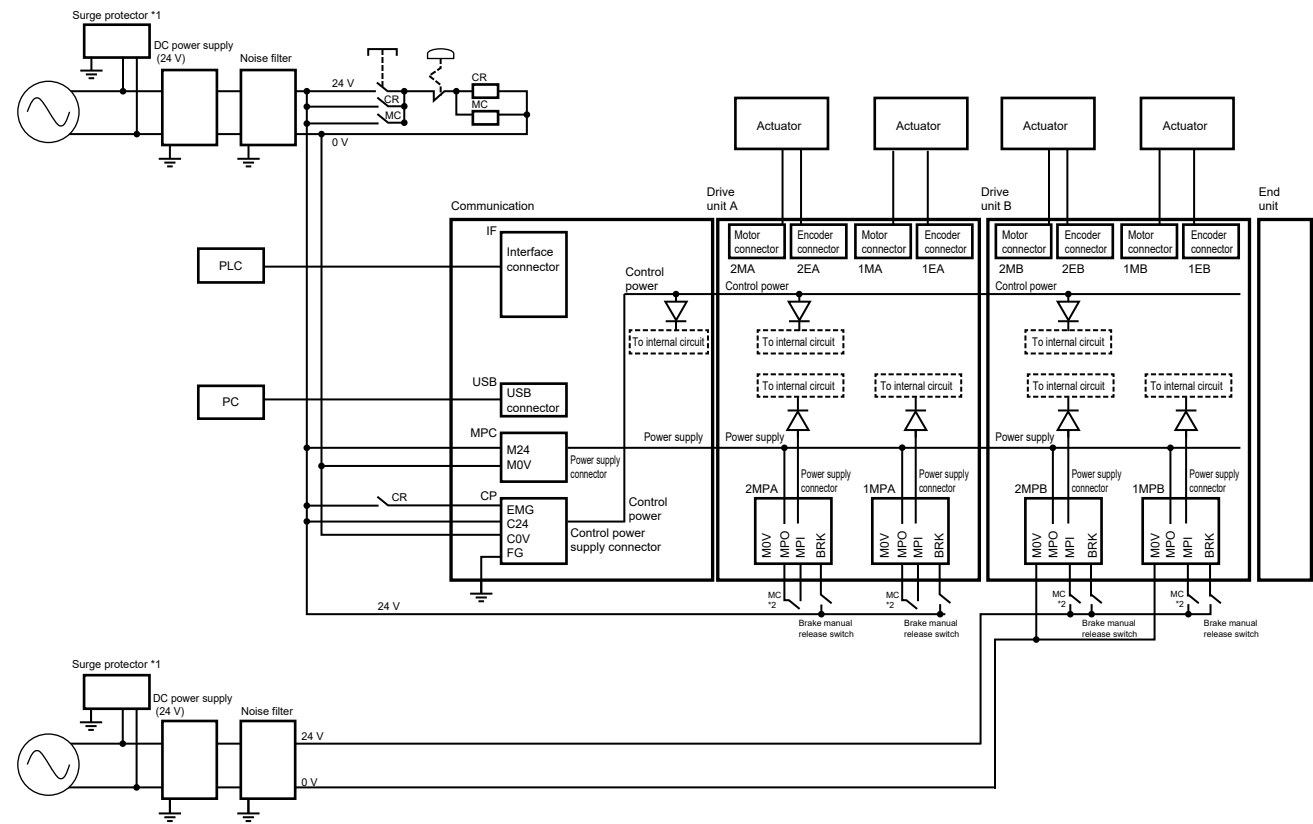 Surge protector *1
DC power supply
(24 V)
Noise filter
24 V
CR
MC
0 V
CR
MC
Actuator
Actuator
Actuator
Actuator
Communication
Drive
unit A
Drive
unit B
End
unit
IF
Interface
connector
Motor
connector
Encoder
connector
Motor
connector
Encoder
connector
Motor
connector
Encoder
connector
Motor
connector
Encoder
connector
2MA
2EA
1MA
1EA
2MB
2EB
1MB
1EB
PLC
Control
power
Control power
Control power
To internal circuit
To internal circuit
To internal circuit
To internal circuit
To internal circuit
To internal circuit
To internal circuit
PC
USB
USB
connector
MPC
M24
M0V
Power supply
connector
Power supply
Power supply
Power supply
CR
CP
EMG
C24
C0V
FG
Control power
supply connector
Control
power
2MPA
Power supply
connector
1MPA
Power supply
connector
2MPB
Power supply
connector
1MPB
Power supply
connector
M0V
MPO
MPI
BRK
M0V
MPO
MPI
BRK
M0V
MPO
MPI
BRK
M0V
MPO
MPI
BRK
MC
*2
MC
*2
MC
*2
MC
*2
24 V
Brake manual
release switch
Brake manual
release switch
Brake manual
release switch
Brake manual
release switch
Surge protector *1
DC power supply
(24 V)
Noise filter
24 V
0 V